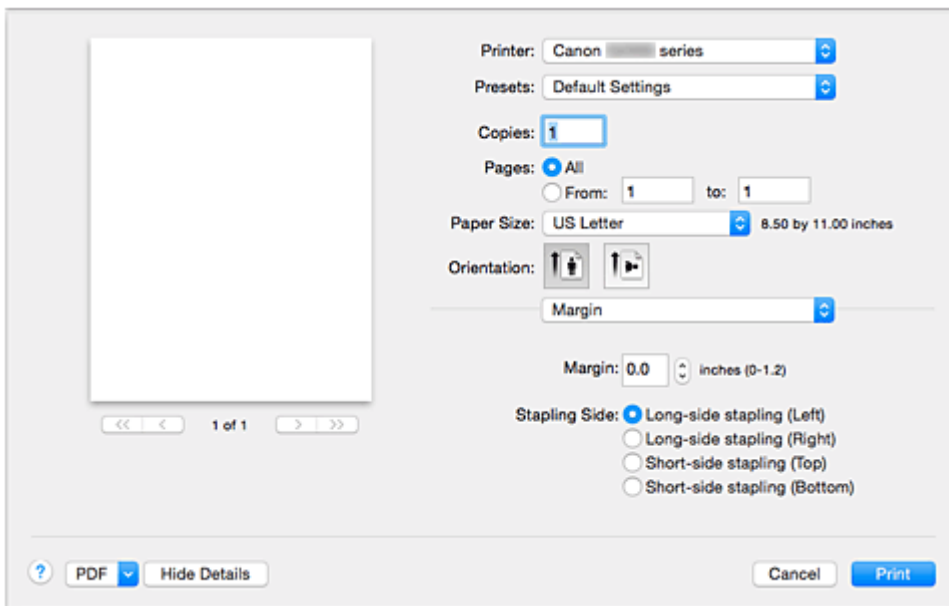 Printer: Canon series
Presets: Default Settings
Copies: 1
Pages: All
From: 1 to: 1
Paper Size: US Letter 8.50 by 11.00 inches
Orientation:
Margin
Margin: 0.0 inches (0-1.2)
Stapling Side: Long-side stapling (Left)
Long-side stapling (Right)
Short-side stapling (Top)
Short-side stapling (Bottom)
<< < 1 of 1 > >>
? PDF Hide Details Cancel Print